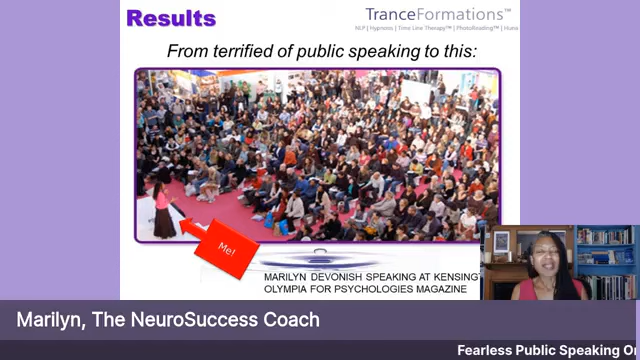 Results
TranceFormations™
NLP | Hypnosis | Time Line Therapy™ | PhotoReading™ | Huna
From terrified of public speaking to this:
Me!
MARILYN DEVONISH SPEAKING AT KENSING
OLYMPIA FOR PSYCHOLOGIES MAGAZINE
Marilyn, The NeuroSuccess Coach
Fearless Public Speaking On